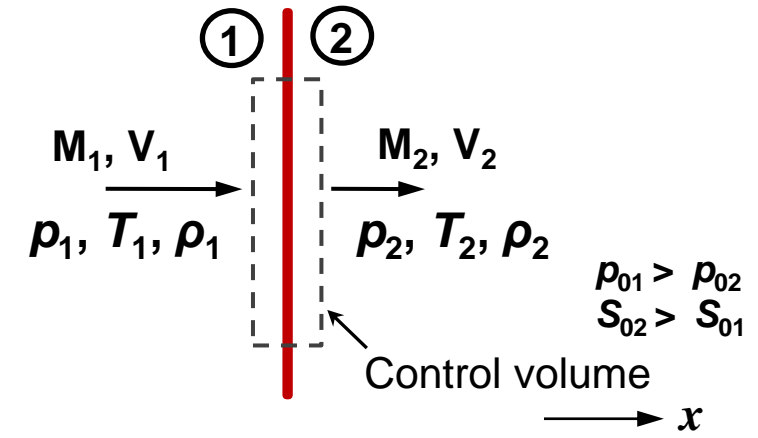 1 2
M₁, V₁
M₂, V₂
p₁, T₁, ρ₁
p₂, T₂, ρ₂
p₀₁ > p₀₂
S₀₂ > S₀₁
Control volume
x